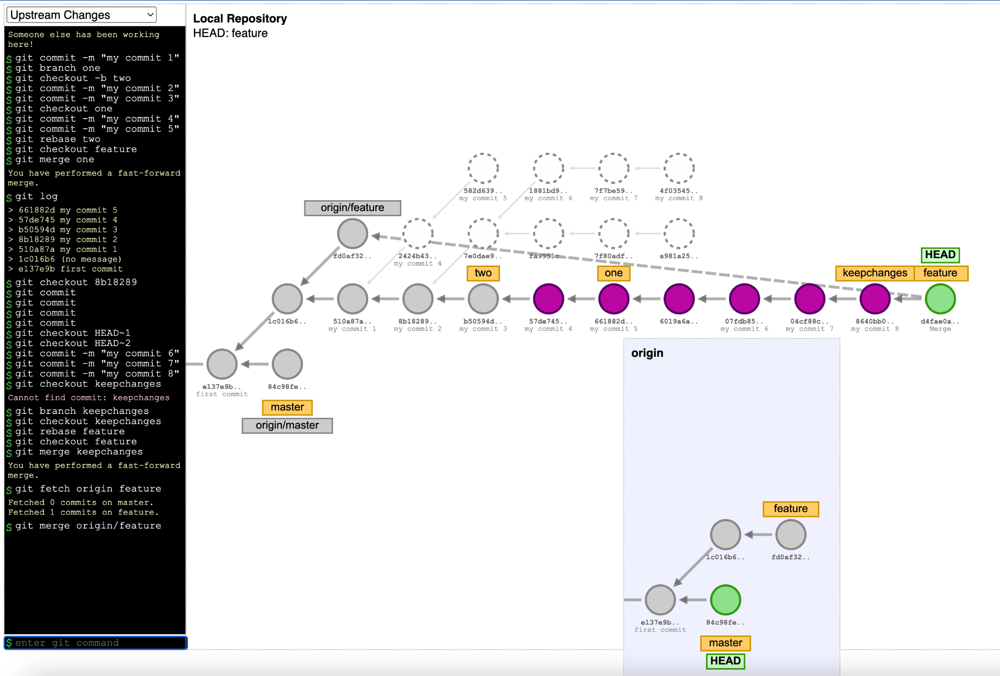 Upstream Changes
Someone else has been working
here!
$ git commit -m "my commit 1"
$ git branch one
$ git checkout -b two
$ git commit -m "my commit 2"
$ git commit -m "my commit 3"
$ git checkout one
$ git commit -m "my commit 4"
$ git commit -m "my commit 5"
$ git rebase two
$ git checkout feature
$ git merge one
You have performed a fast-forward
merge.
$ git log
> 661882d my commit 5
> 57de745 my commit 4
> b50594d my commit 3
> 8b18289 my commit 2
> 510a87a my commit 1
> 1c016b6 (no message)
> e137e9b first commit
$ git checkout 8b18289
$ git commit
$ git commit
$ git commit
$ git commit
$ git checkout HEAD~1
$ git checkout HEAD~2
$ git commit -m "my commit 6"
$ git commit -m "my commit 7"
$ git commit -m "my commit 8"
$ git checkout keepchanges
Cannot find commit: keepchanges
$ git branch keepchanges
$ git checkout keepchanges
$ git rebase feature
$ git checkout feature
$ git merge keepchanges
You have performed a fast-forward
merge.
$ git fetch origin feature
Fetched 0 commits on master.
Fetched 1 commits on feature.
$ git merge origin/feature
$ enter git command
Local Repository
HEAD: feature
582d639.. 1881bd9.. 7f7be59.. 4f03545..
my commit 5 my commit 6 my commit 7 my commit 8
origin/feature
fd0af32.. 2424b43.. 7e0dae9.. fa9951c.. 7f80adf.. a981a25..
my commit 4
HEAD
two one keepchanges feature
1c016b6.. 510a87a.. 8b18289.. b50594d.. 57de745.. 661882d.. 6019a6a.. 07fdb85.. 04cf88c.. 8640bb0.. d4fae0a..
my commit 1 my commit 2 my commit 3 my commit 4 my commit 5 my commit 6 my commit 7 my commit 8 Merge
e137e9b.. 84c98fe..
first commit
master
origin/master
origin
feature
1c016b6.. fd0af32..
e137e9b.. 84c98fe..
first commit
master
HEAD